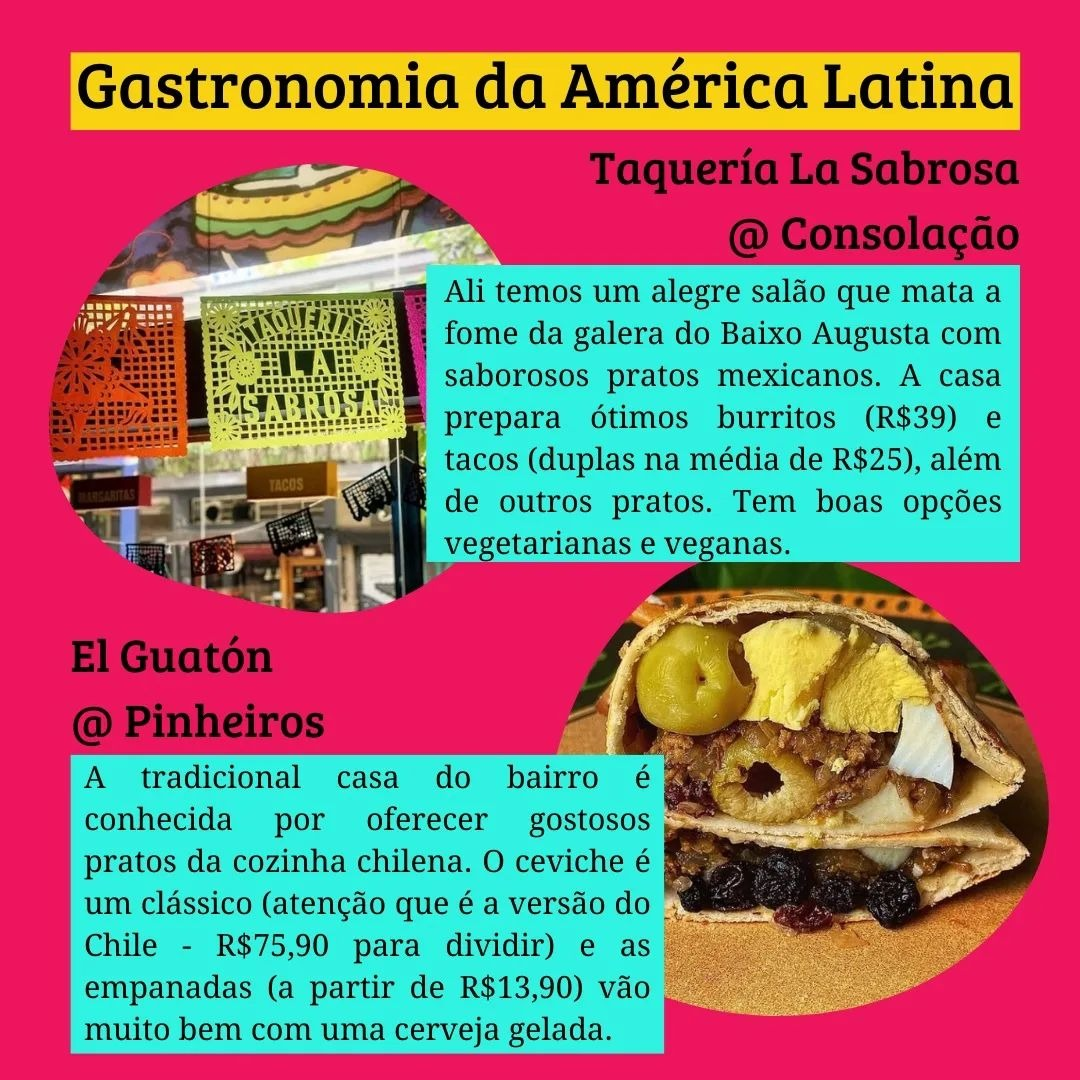 Gastronomia da América Latina
Taquería La Sabrosa
@ Consolação
TAQUERIA
LA
SABROSA
MARGARITAS
TACOS
Ali temos um alegre salão que mata a
fome da galera do Baixo Augusta com
saborosos pratos mexicanos. A casa
prepara ótimos burritos (R$39) e
tacos (duplas na média de R$25), além
de outros pratos. Tem boas opções
vegetarianas e veganas.
El Guatón
@ Pinheiros
A tradicional casa do bairro é
conhecida por oferecer gostosos
pratos da cozinha chilena. O ceviche é
um clássico (atenção que é a versão do
Chile - R$75,90 para dividir) e as
empanadas (a partir de R$13,90) vão
muito bem com uma cerveja gelada.